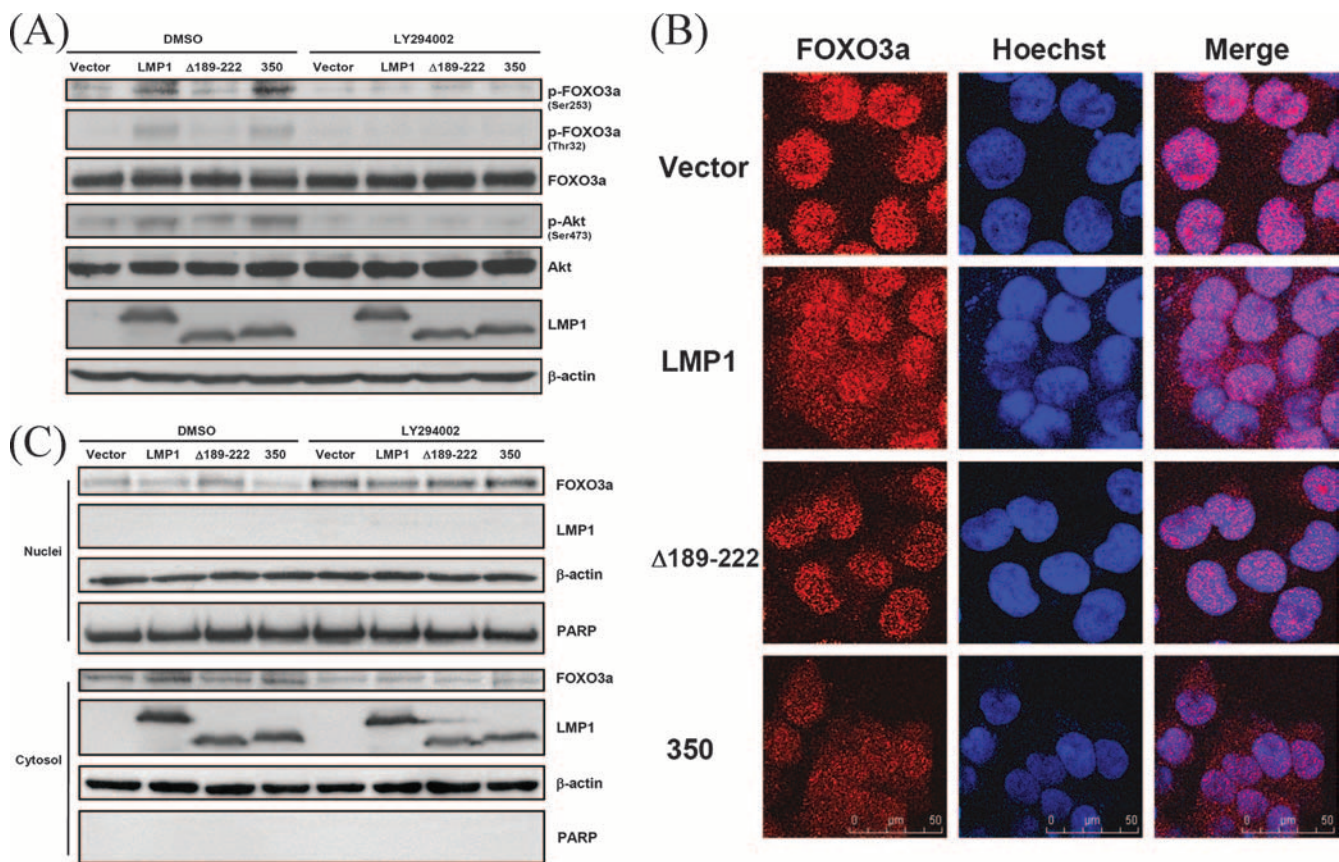 (A)
DMSO LY294002
Vector LMP1 Δ189-222 350 Vector LMP1 Δ189-222 350
p-FOXO3a
(Ser253)
p-FOXO3a
(Thr32)
FOXO3a
p-Akt
(Ser473)
Akt
LMP1
β-actin
(B)
FOXO3a Hoechst Merge
Vector
LMP1
Δ189-222
350
0 µm 50 0 µm 50 0 µm 50
(C)
DMSO LY294002
Vector LMP1 Δ189-222 350 Vector LMP1 Δ189-222 350
Nuclei
FOXO3a
LMP1
β-actin
PARP
Cytosol
FOXO3a
LMP1
β-actin
PARP